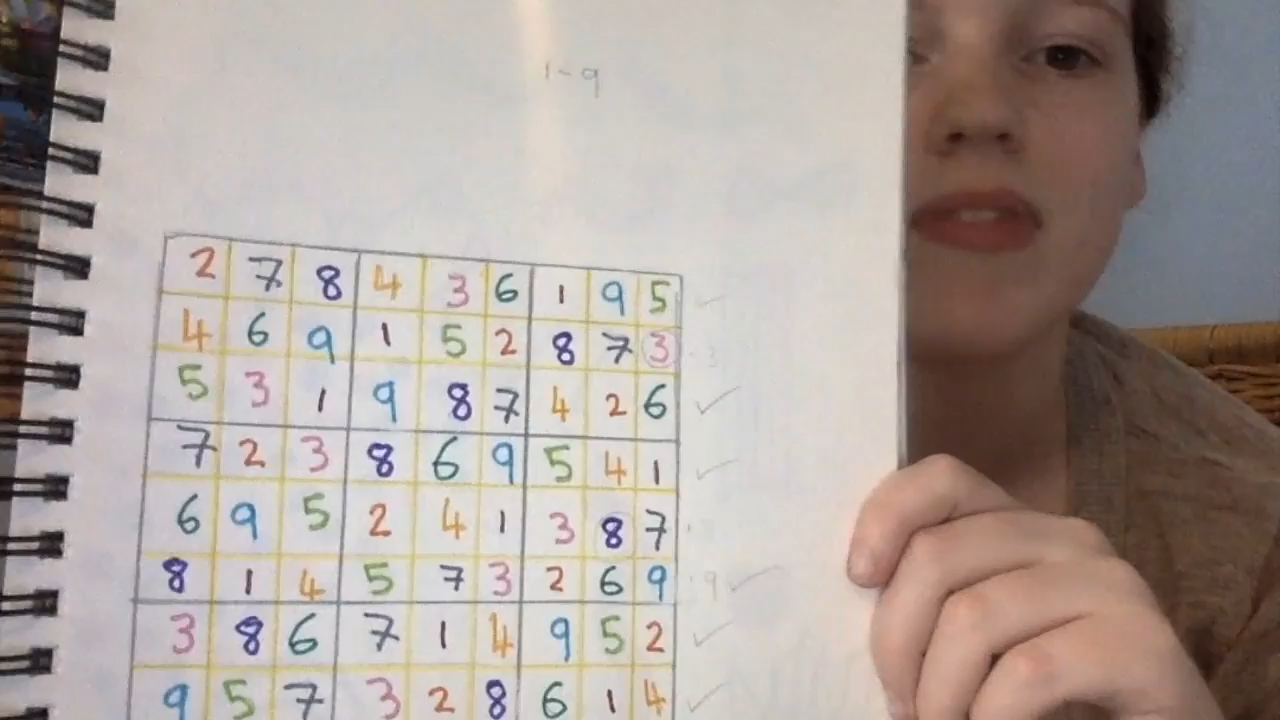 1-9
2 7 8 4 3 6 1 9 5
4 6 9 1 5 2 8 7 3 3
5 3 1 9 8 7 4 2 6
7 2 3 8 6 9 5 4 1
6 9 5 2 4 1 3 8 7
8 1 4 5 7 3 2 6 9 9
3 8 6 7 1 4 9 5 2
9 5 7 3 2 8 6 1 4